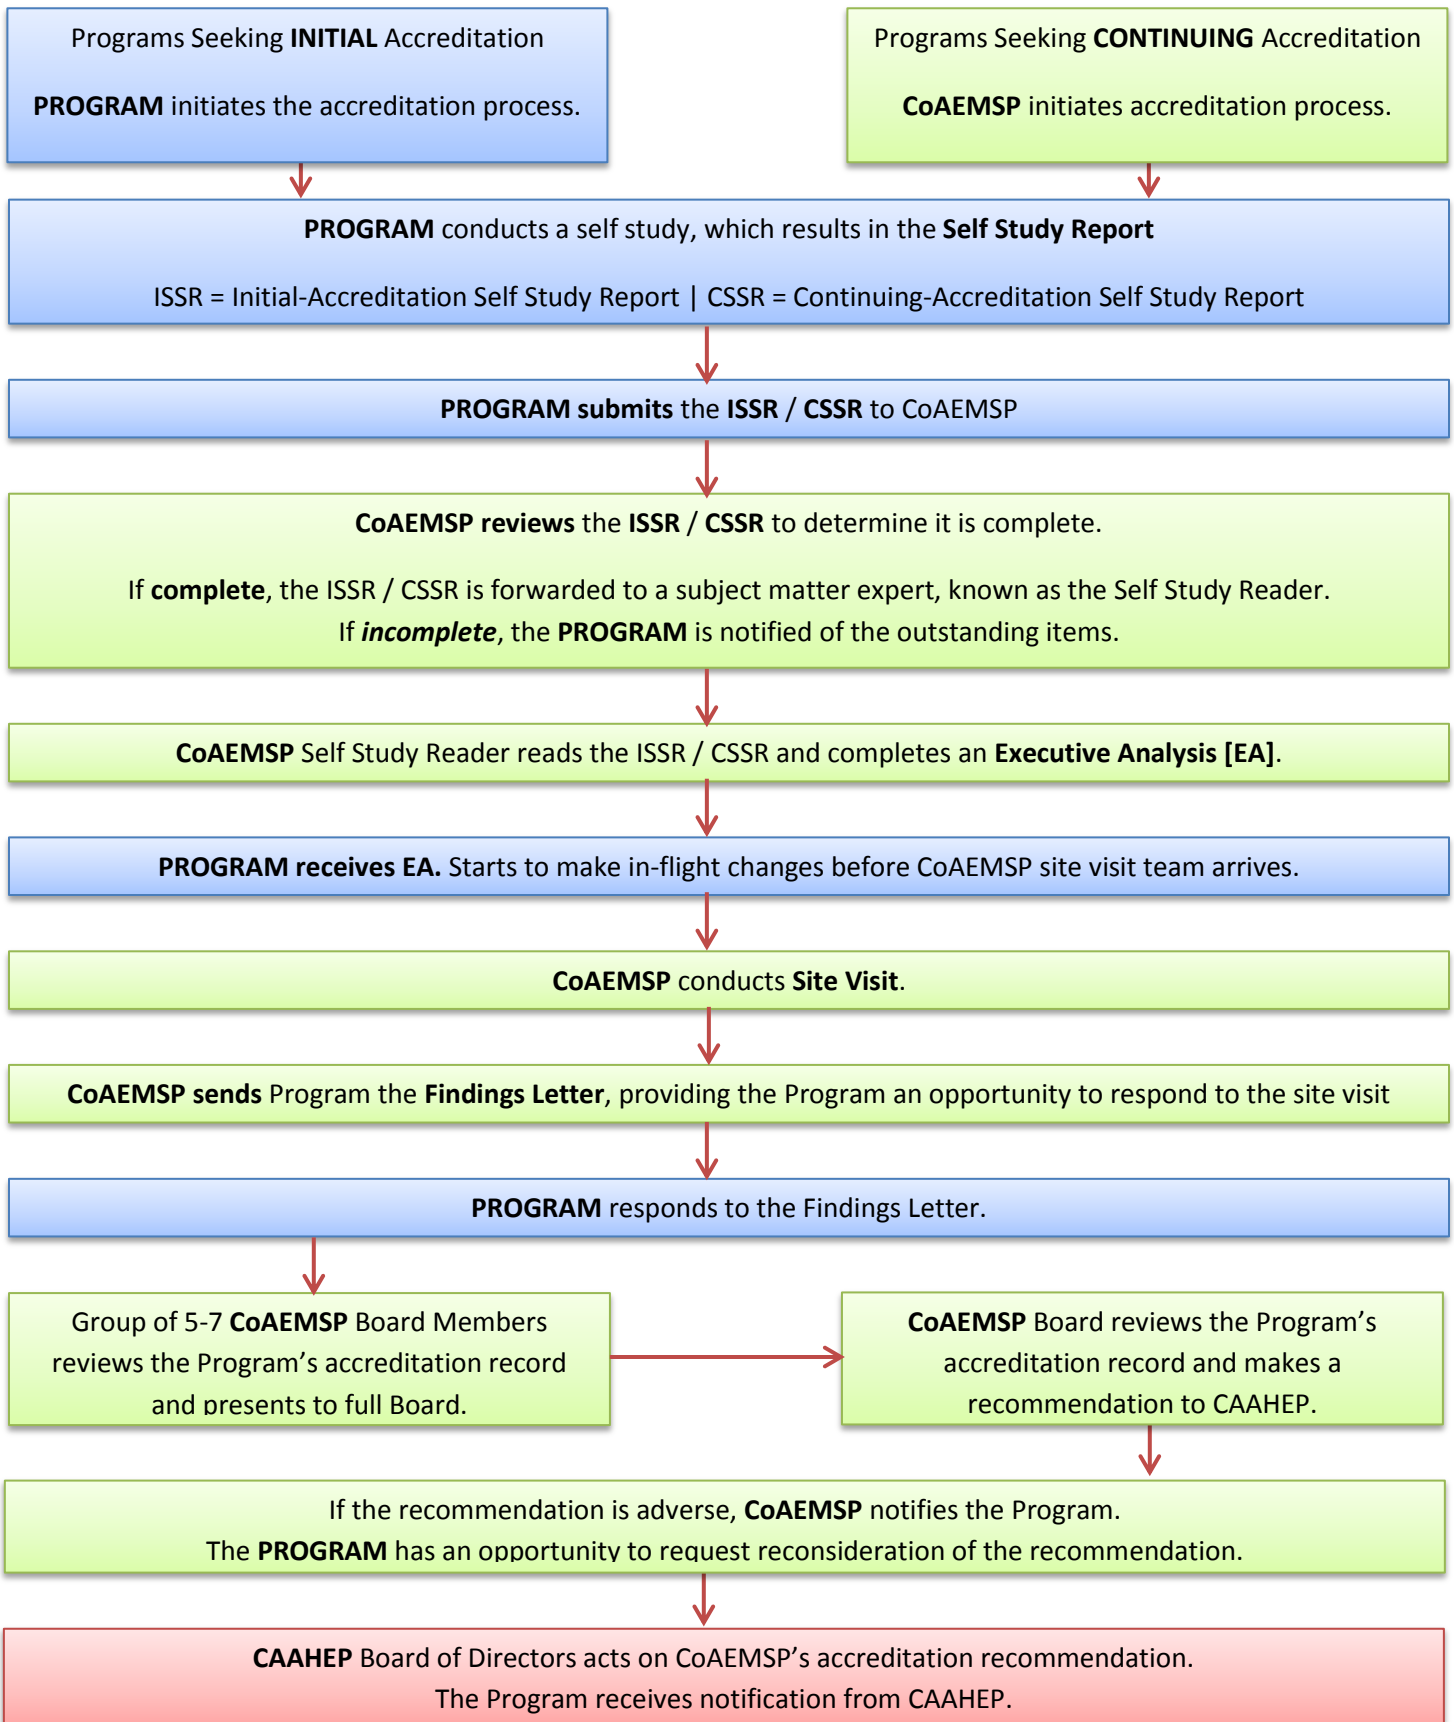 Programs Seeking INITIAL Accreditation
PROGRAM initiates the accreditation process.
Programs Seeking CONTINUING Accreditation
CoAEMSP initiates accreditation process.
PROGRAM conducts a self study, which results in the Self Study Report
ISSR = Initial-Accreditation Self Study Report | CSSR = Continuing-Accreditation Self Study Report
PROGRAM submits the ISSR / CSSR to CoAEMSP
CoAEMSP reviews the ISSR / CSSR to determine it is complete.
If complete, the ISSR / CSSR is forwarded to a subject matter expert, known as the Self Study Reader.
If incomplete, the PROGRAM is notified of the outstanding items.
CoAEMSP Self Study Reader reads the ISSR / CSSR and completes an Executive Analysis [EA].
PROGRAM receives EA. Starts to make in-flight changes before CoAEMSP site visit team arrives.
CoAEMSP conducts Site Visit.
CoAEMSP sends Program the Findings Letter, providing the Program an opportunity to respond to the site visit
PROGRAM responds to the Findings Letter.
Group of 5-7 CoAEMSP Board Members
reviews the Program's accreditation record
and presents to full Board.
CoAEMSP Board reviews the Program's
accreditation record and makes a
recommendation to CAAHEP.
If the recommendation is adverse, CoAEMSP notifies the Program.
The PROGRAM has an opportunity to request reconsideration of the recommendation.
CAAHEP Board of Directors acts on CoAEMSP's accreditation recommendation.
The Program receives notification from CAAHEP.